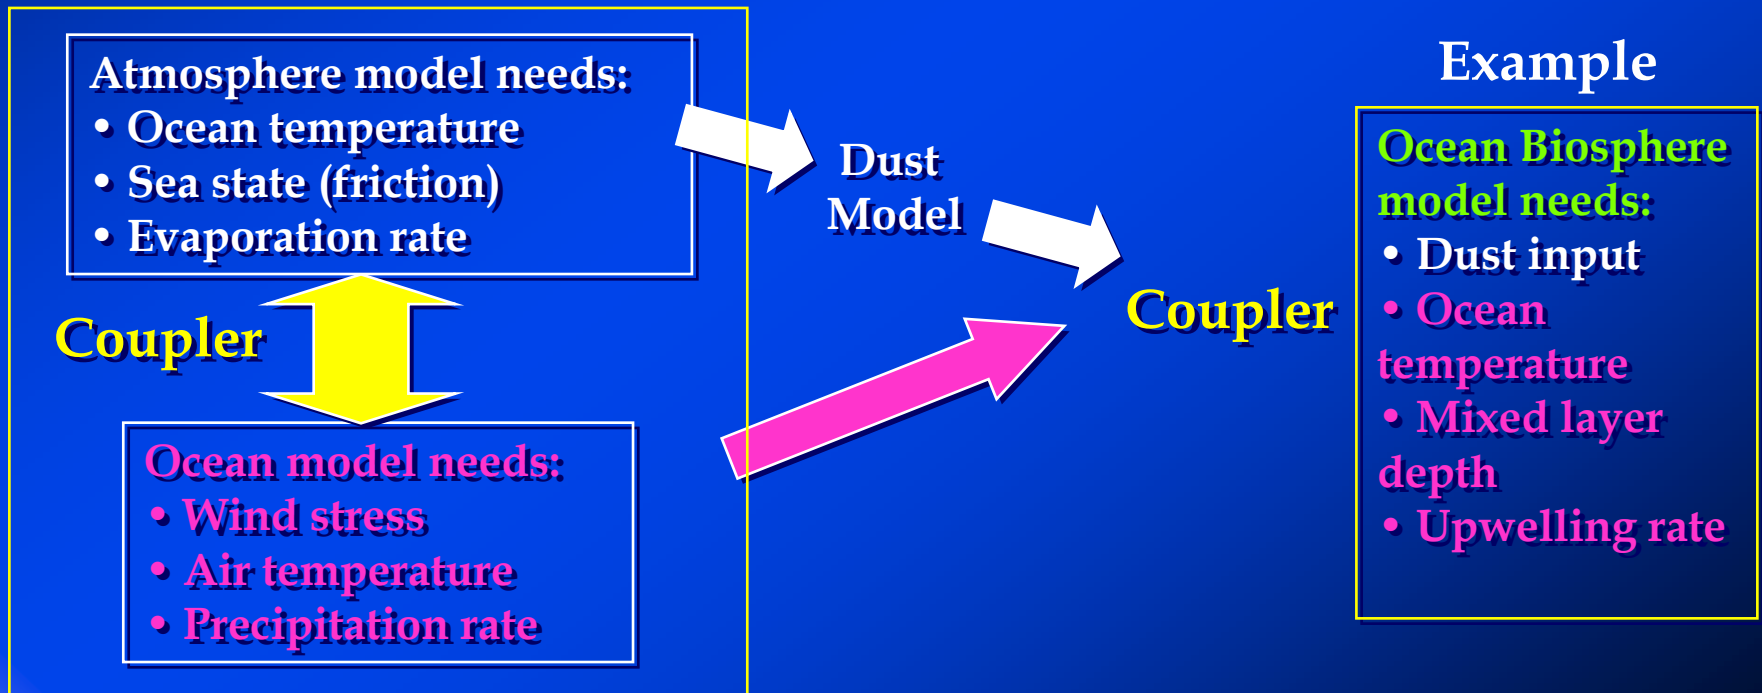 Atmosphere model needs:
• Ocean temperature
• Sea state (friction)
• Evaporation rate
Coupler
Ocean model needs:
• Wind stress
• Air temperature
• Precipitation rate
Dust
Model
Coupler
Example
Ocean Biosphere
model needs:
• Dust input
• Ocean
temperature
• Mixed layer
depth
• Upwelling rate